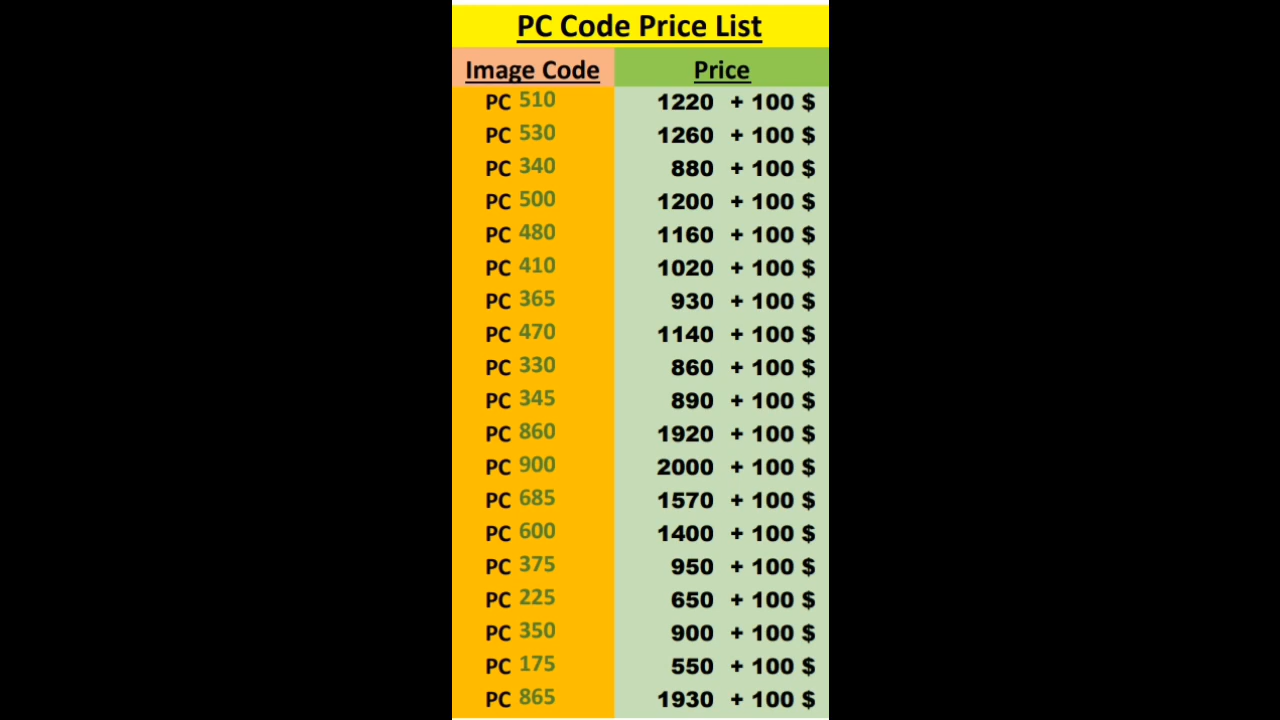 PC Code Price List
Image Code Price
PC 510 1220 + 100 $
PC 530 1260 + 100 $
PC 340 880 + 100 $
PC 500 1200 + 100 $
PC 480 1160 + 100 $
PC 410 1020 + 100 $
PC 365 930 + 100 $
PC 470 1140 + 100 $
PC 330 860 + 100 $
PC 345 890 + 100 $
PC 860 1920 + 100 $
PC 900 2000 + 100 $
PC 685 1570 + 100 $
PC 600 1400 + 100 $
PC 375 950 + 100 $
PC 225 650 + 100 $
PC 350 900 + 100 $
PC 175 550 + 100 $
PC 865 1930 + 100 $